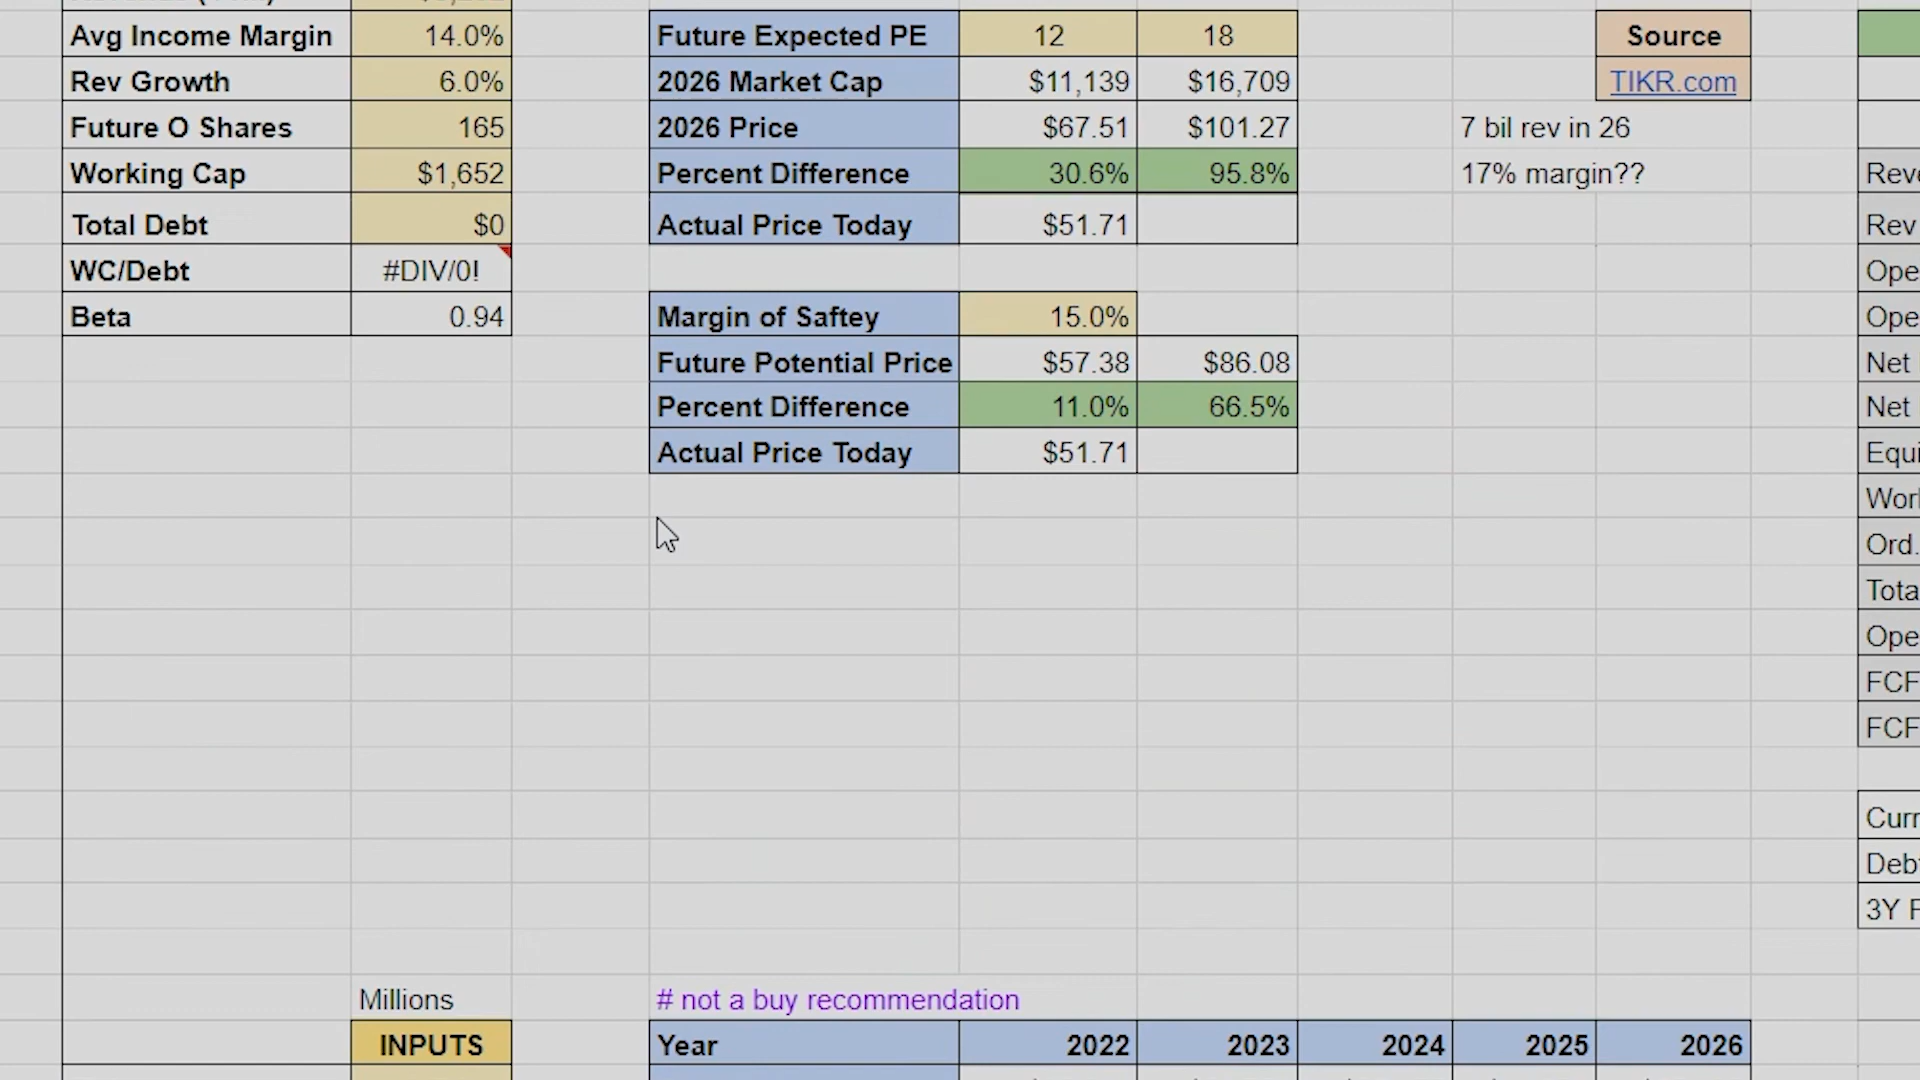 Avg Income Margin 14.0% Future Expected PE 12 18 Source
Rev Growth 6.0% 2026 Market Cap $11,139 $16,709 TIKR.com
Future O Shares 165 2026 Price $67.51 $101.27 7 bil rev in 26
Working Cap $1,652 Percent Difference 30.6% 95.8% 17% margin??
Total Debt $0 Actual Price Today $51.71 Rev
WC/Debt #DIV/0! Ope
Beta 0.94 Margin of Saftey 15.0% Ope
Future Potential Price $57.38 $86.08 Net
Percent Difference 11.0% 66.5% Net
Actual Price Today $51.71 Equi
Ord.
Tota
Ope
FCF
FCF
Curr
Deb
3Y
Millions # not a buy recommendation
INPUTS Year 2022 2023 2024 2025 2026